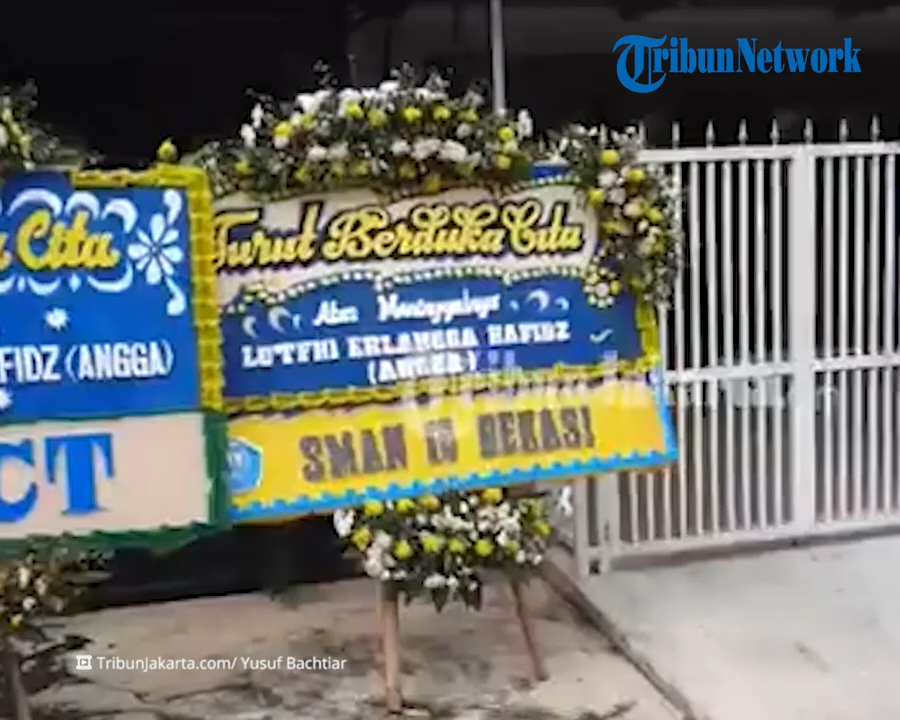 TribunNetwork
Cita
FIDZ (ANGGA)
CT
Turut Berduka Cita
Atas Meninggalnya
LUTFHI ERLANGGA HAFIDZ
(ANGGA)
SMAN 10 BEKASI
TribunJakarta.com/ Yusuf Bachtiar